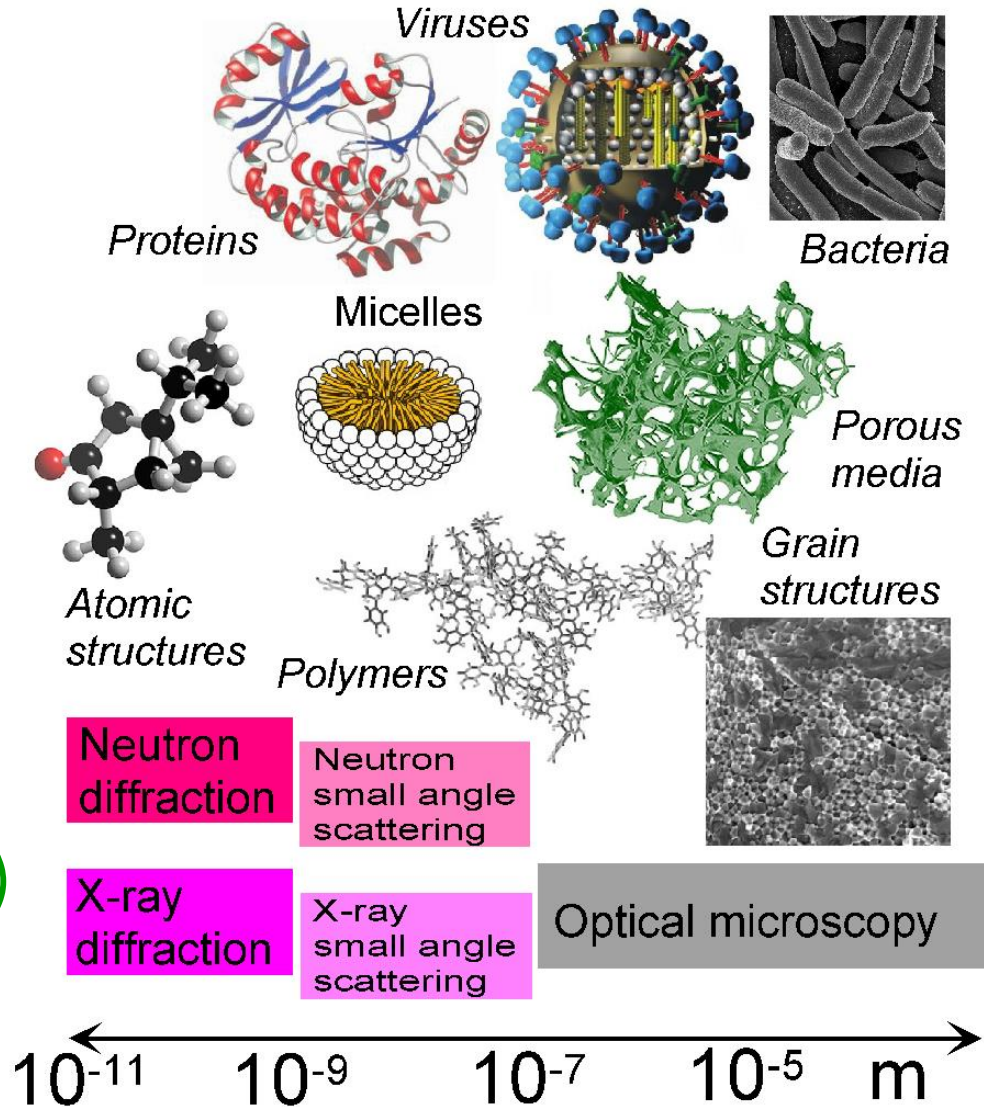 Viruses
Proteins
Bacteria
Micelles
Porous
media
Grain
structures
Atomic
structures
Polymers
Neutron
diffraction
Neutron
small angle
scattering
X-ray
diffraction
X-ray
small angle
scattering
Optical microscopy
10⁻¹¹ 10⁻⁹ 10⁻⁷ 10⁻⁵ m